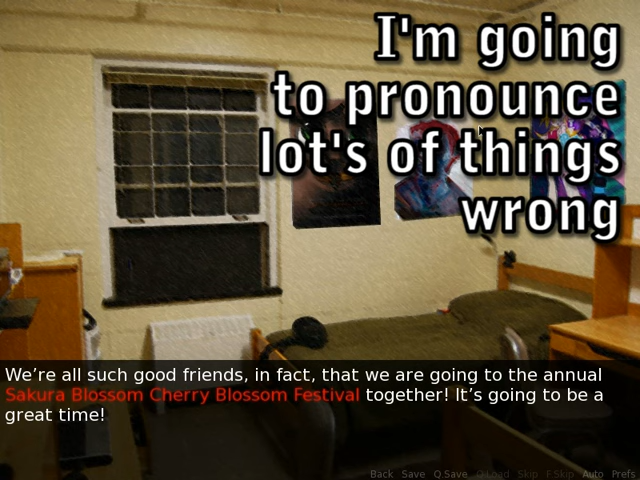 I'm going
to pronounce
lot's of things
wrong
We’re all such good friends, in fact, that we are going to the annual
Sakura Blossom Cherry Blossom Festival together! It’s going to be a
great time!
Back Save Q.Save Q.Load Skip F.Skip Auto Prefs